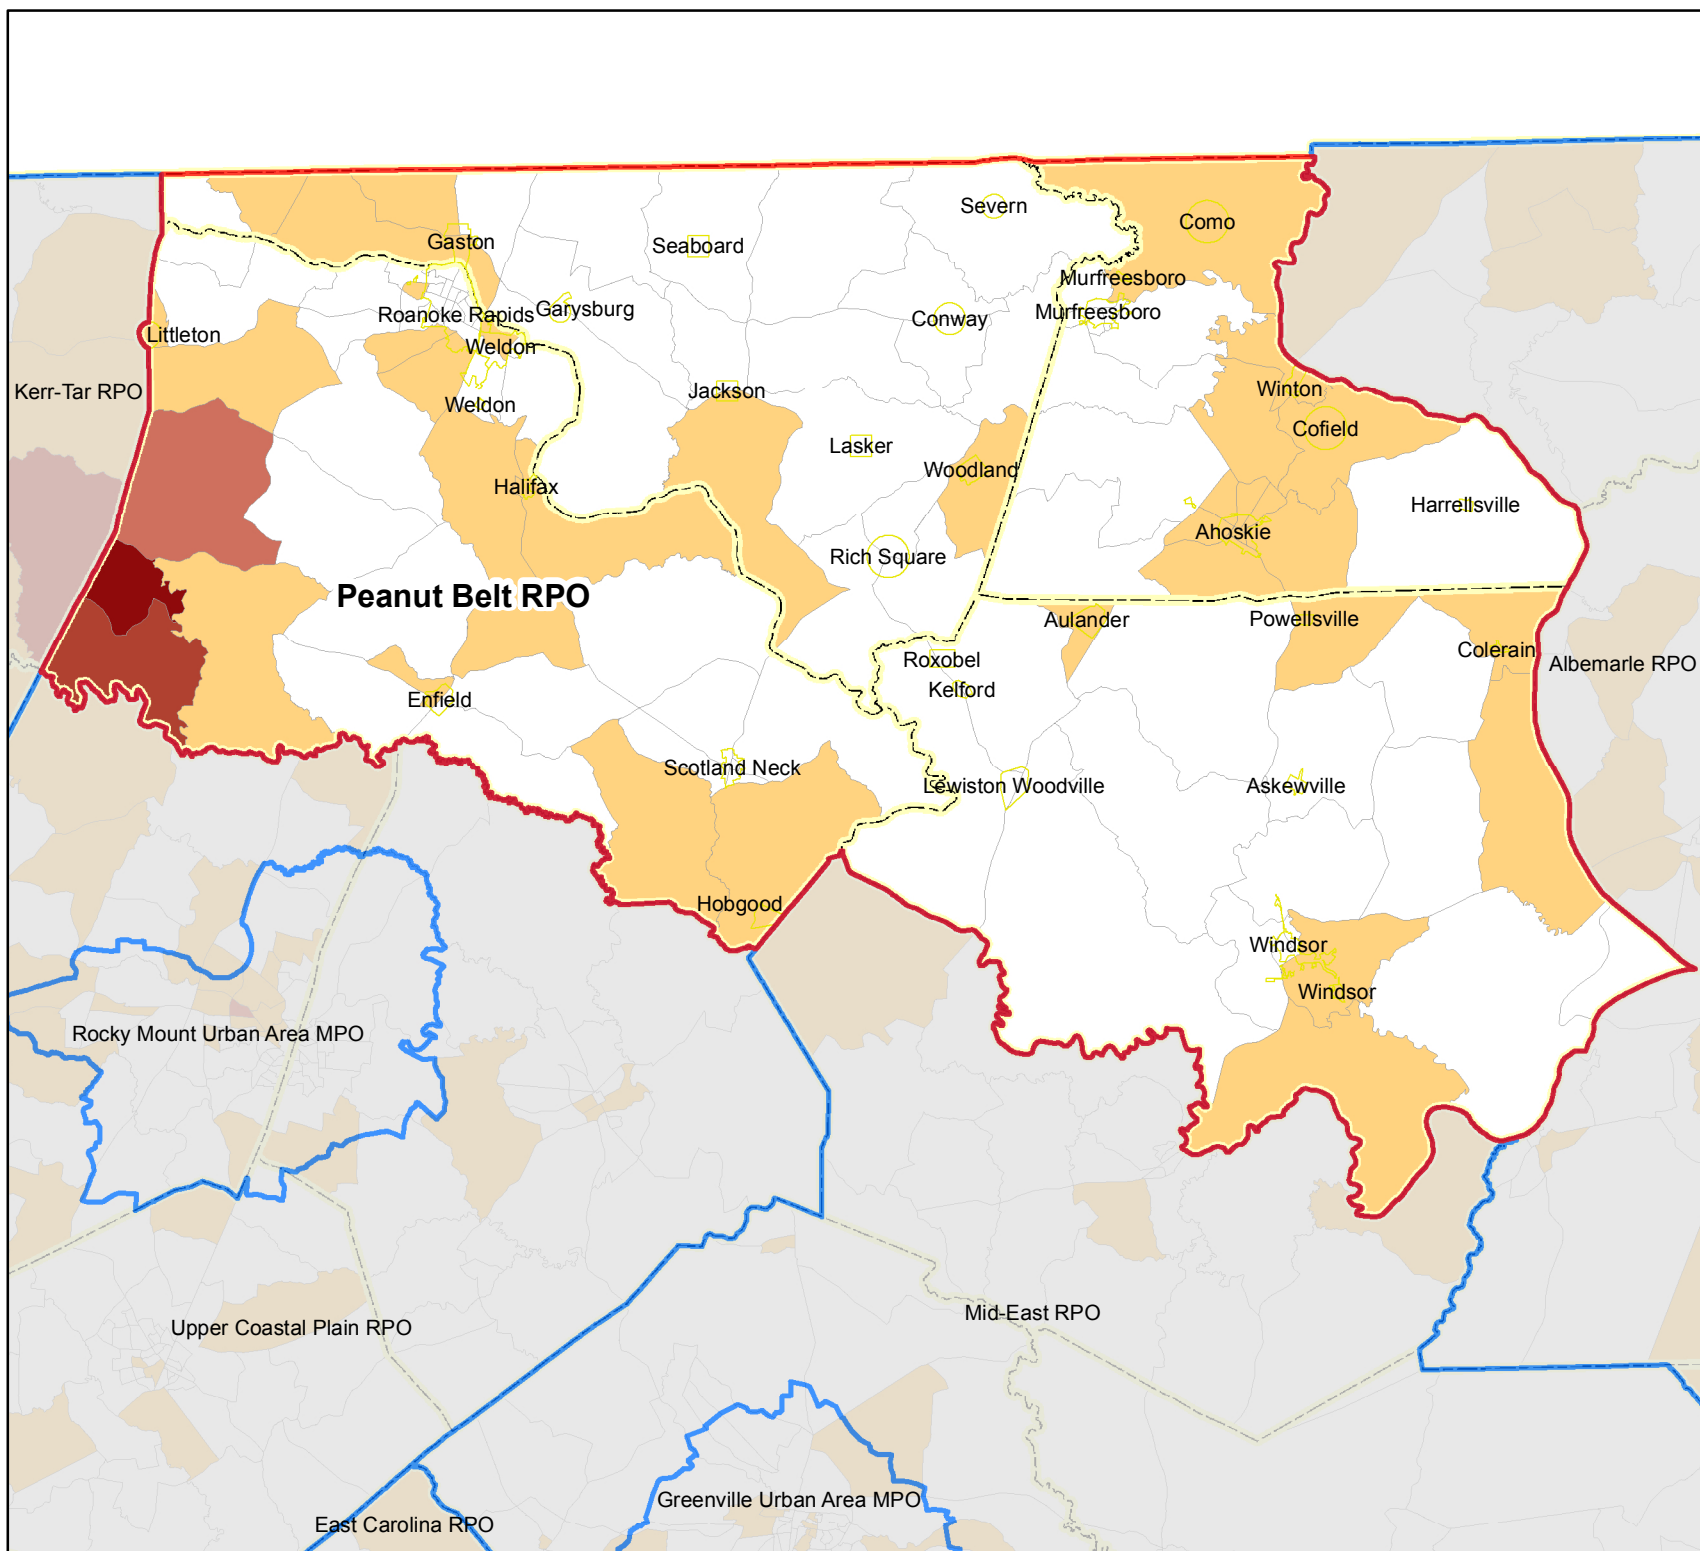 Severn
Como
Gaston
Seaboard
Murfreesboro
Roanoke Rapids
Garysburg
Conway
Murfreesboro
Littleton
Weldon
Kerr-Tar RPO
Jackson
Winton
Weldon
Cofield
Lasker
Woodland
Halifax
Harrellsville
Ahoskie
Rich Square
Peanut Belt RPO
Aulander
Powellsville
Colerain
Roxobel
Albemarle RPO
Kelford
Enfield
Scotland Neck
Lewiston Woodville
Askewville
Hobgood
Windsor
Windsor
Rocky Mount Urban Area MPO
Mid-East RPO
Upper Coastal Plain RPO
Greenville Urban Area MPO
East Carolina RPO